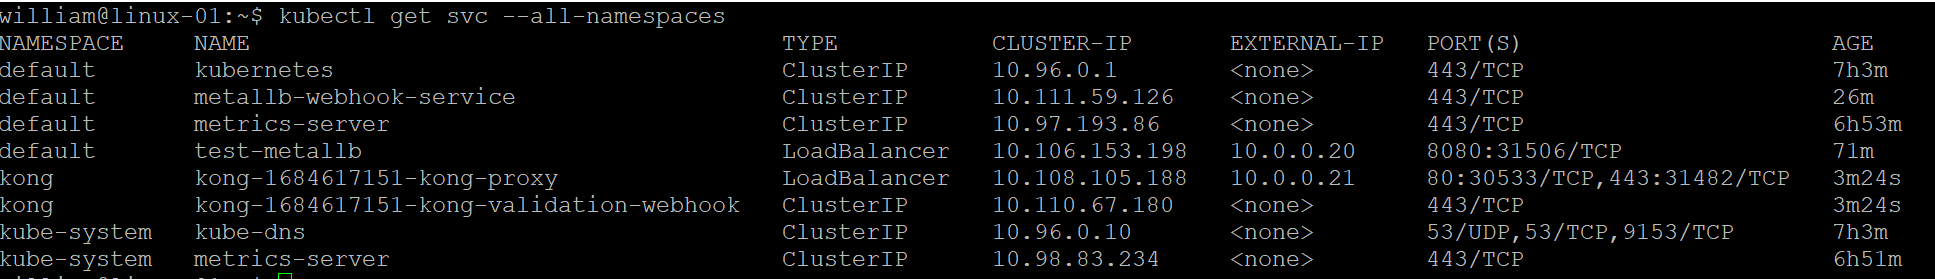 william@linux-01:~$ kubectl get svc --all-namespaces
NAMESPACE     NAME                                       TYPE           CLUSTER-IP       EXTERNAL-IP   PORT(S)                      AGE
default       kubernetes                                 ClusterIP      10.96.0.1        <none>        443/TCP                      7h3m
default       metallb-webhook-service                    ClusterIP      10.111.59.126    <none>        443/TCP                      26m
default       metrics-server                             ClusterIP      10.97.193.86     <none>        443/TCP                      6h53m
default       test-metallb                               LoadBalancer   10.106.153.198   10.0.0.20     8080:31506/TCP               71m
kong          kong-1684617151-kong-proxy                 LoadBalancer   10.108.105.188   10.0.0.21     80:30533/TCP,443:31482/TCP   3m24s
kong          kong-1684617151-kong-validation-webhook    ClusterIP      10.110.67.180    <none>        443/TCP                      3m24s
kube-system   kube-dns                                   ClusterIP      10.96.0.10       <none>        53/UDP,53/TCP,9153/TCP       7h3m
kube-system   metrics-server                             ClusterIP      10.98.83.234     <none>        443/TCP                      6h51m